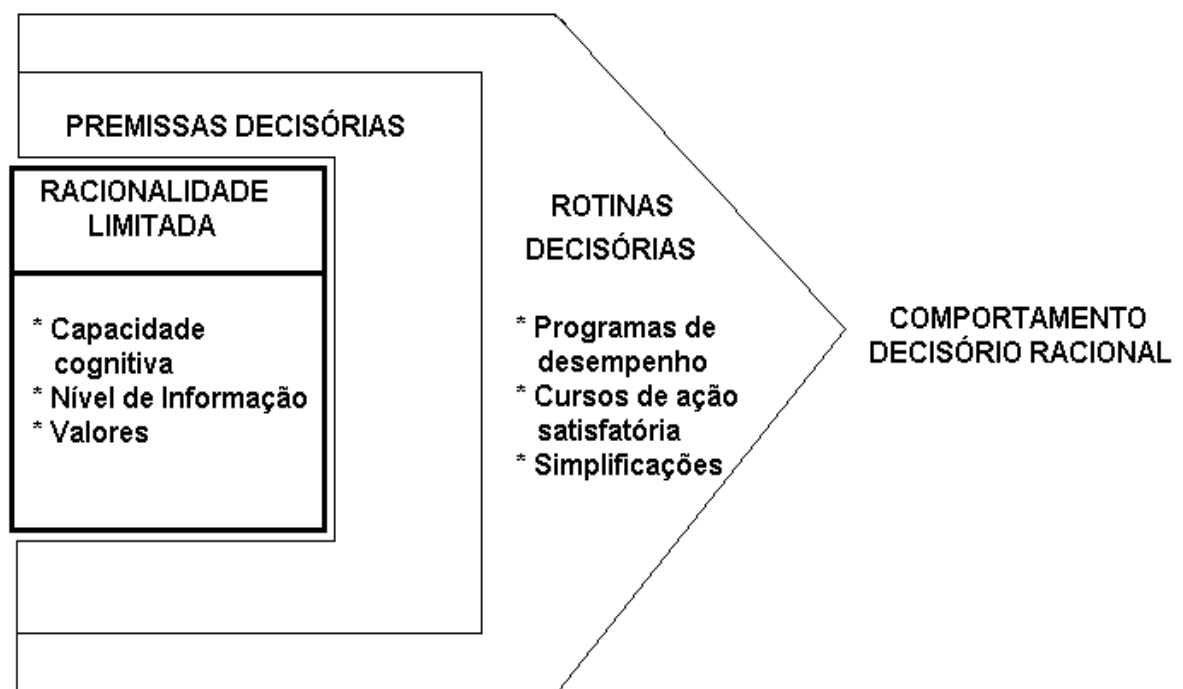 PREMISSAS DECISÓRIAS
RACIONALIDADE
LIMITADA
* Capacidade
cognitiva
* Nível de Informação
* Valores
ROTINAS
DECISÓRIAS
* Programas de
desempenho
* Cursos de ação
satisfatória
* Simplificações
COMPORTAMENTO
DECISÓRIO RACIONAL